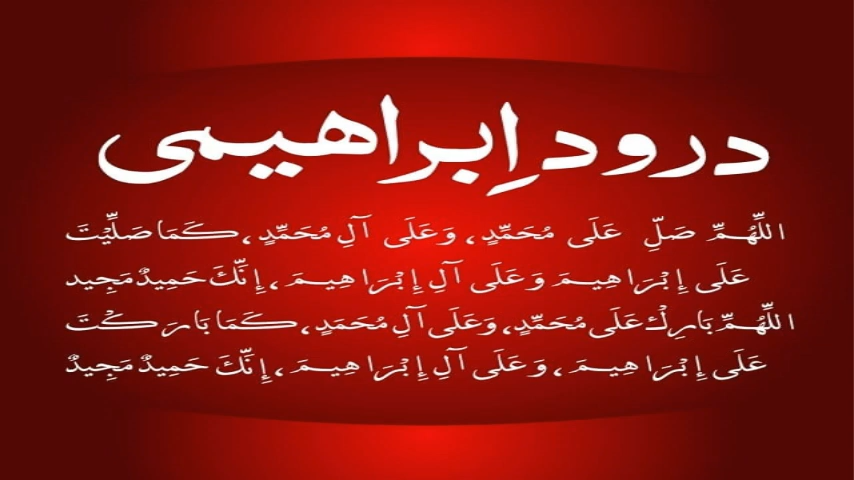 درود اِبراهيمى
اللّٰهُمِّ صَلِّ عَلَى مُحَمِّدٍ، وَعَلَى آلِ مُحَمِّدٍ، كَمَا صَلِّيْتَ
عَلَى إِبْرَاهِيمَ وَعَلَى آلِ إِبْرَاهِيمَ، إِنِّكَ حَمِيدٌ مَجِيد
اللّٰهُمِّ بَارِكْ عَلَى مُحَمِّدٍ، وَعَلَى آلِ مُحَمَدٍ، كَمَا بَارَكْتَ
عَلَى إِبْرَاهِيمَ، وَعَلَى آلِ إِبْرَاهِيمَ، إِنِّكَ حَمِيدٌ مَجِيدٌ